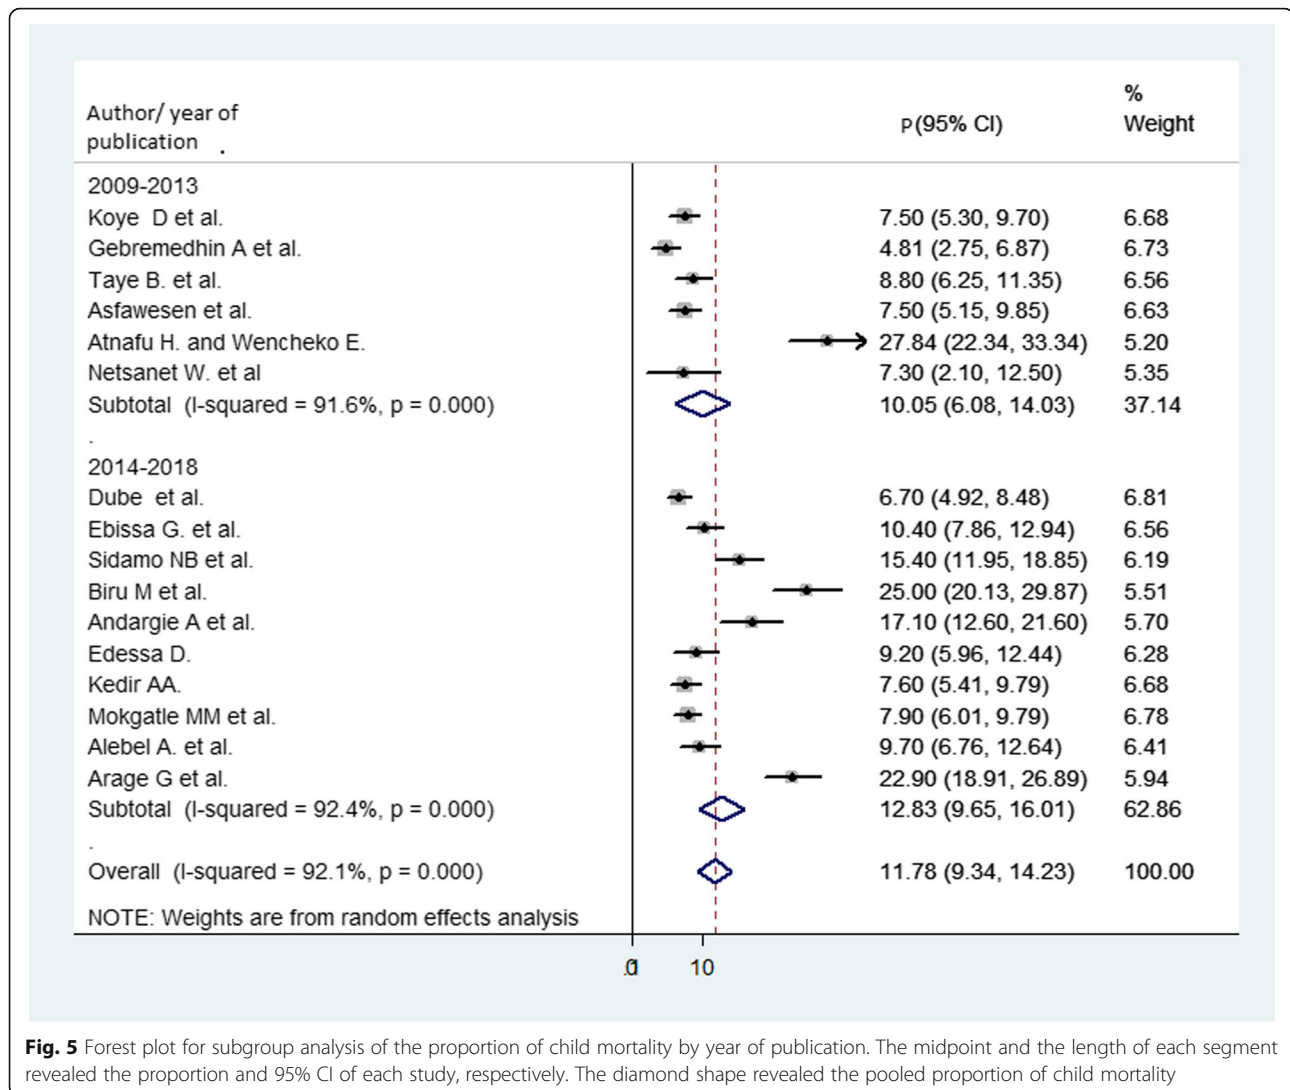 Author/ year of publication .
p(95% CI)
% Weight
2009-2013
Koye D et al. 7.50 (5.30, 9.70) 6.68
Gebremedhin A et al. 4.81 (2.75, 6.87) 6.73
Taye B. et al. 8.80 (6.25, 11.35) 6.56
Asfawesen et al. 7.50 (5.15, 9.85) 6.63
Atnafu H. and Wencheko E. 27.84 (22.34, 33.34) 5.20
Netsanet W. et al 7.30 (2.10, 12.50) 5.35
Subtotal (I-squared = 91.6%, p = 0.000) 10.05 (6.08, 14.03) 37.14
.
2014-2018
Dube et al. 6.70 (4.92, 8.48) 6.81
Ebissa G. et al. 10.40 (7.86, 12.94) 6.56
Sidamo NB et al. 15.40 (11.95, 18.85) 6.19
Biru M et al. 25.00 (20.13, 29.87) 5.51
Andargie A et al. 17.10 (12.60, 21.60) 5.70
Edessa D. 9.20 (5.96, 12.44) 6.28
Kedir AA. 7.60 (5.41, 9.79) 6.68
Mokgatle MM et al. 7.90 (6.01, 9.79) 6.78
Alebel A. et al. 9.70 (6.76, 12.64) 6.41
Arage G et al. 22.90 (18.91, 26.89) 5.94
Subtotal (I-squared = 92.4%, p = 0.000) 12.83 (9.65, 16.01) 62.86
.
Overall (I-squared = 92.1%, p = 0.000) 11.78 (9.34, 14.23) 100.00
NOTE: Weights are from random effects analysis
10
Fig. 5 Forest plot for subgroup analysis of the proportion of child mortality by year of publication. The midpoint and the length of each segment
revealed the proportion and 95% CI of each study, respectively. The diamond shape revealed the pooled proportion of child mortality